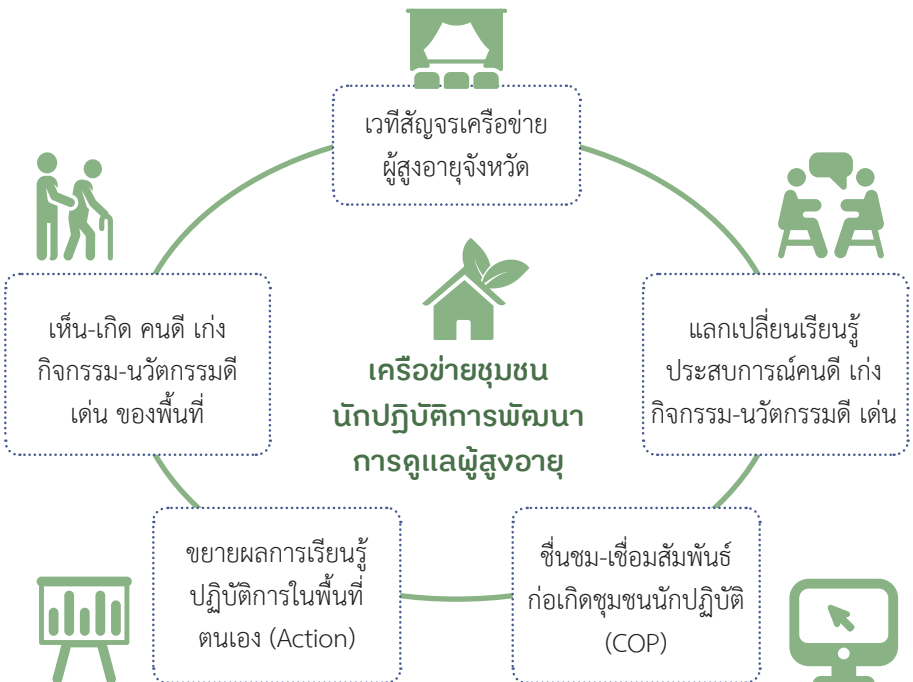 เวทีสัญจรเครือข่าย
ผู้สูงอายุจังหวัด
เห็น-เกิด คนดี เก่ง
กิจกรรม-นวัตกรรมดี
เด่น ของพื้นที่
เครือข่ายชุมชน
นักปฏิบัติการพัฒนา
การดูแลผู้สูงอายุ
แลกเปลี่ยนเรียนรู้
ประสบการณ์คนดี เก่ง
กิจกรรม-นวัตกรรมดี เด่น
ขยายผลการเรียนรู้
ปฏิบัติการในพื้นที่
ตนเอง (Action)
ชื่นชม-เชื่อมสัมพันธ์
ก่อเกิดชุมชนนักปฏิบัติ
(COP)